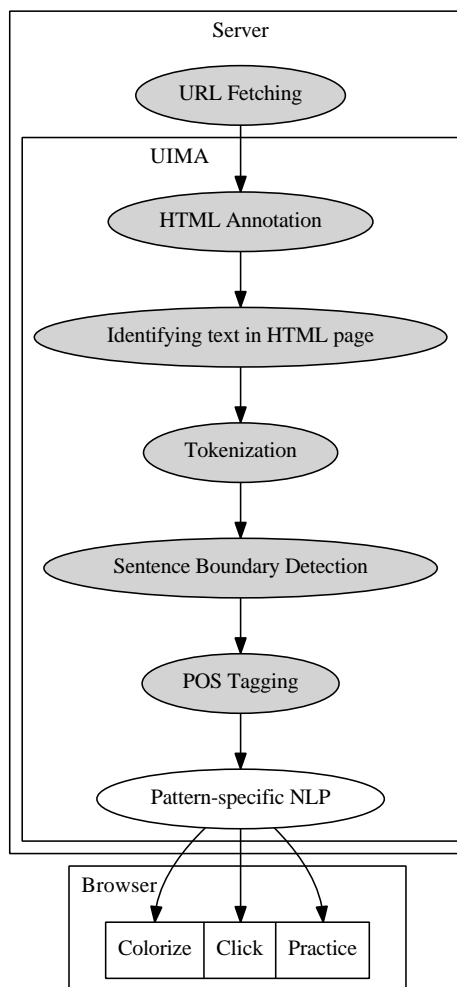 Server
URL Fetching
UIMA
HTML Annotation
Identifying text in HTML page
Tokenization
Sentence Boundary Detection
POS Tagging
Pattern-specific NLP
Browser
Colorize Click Practice